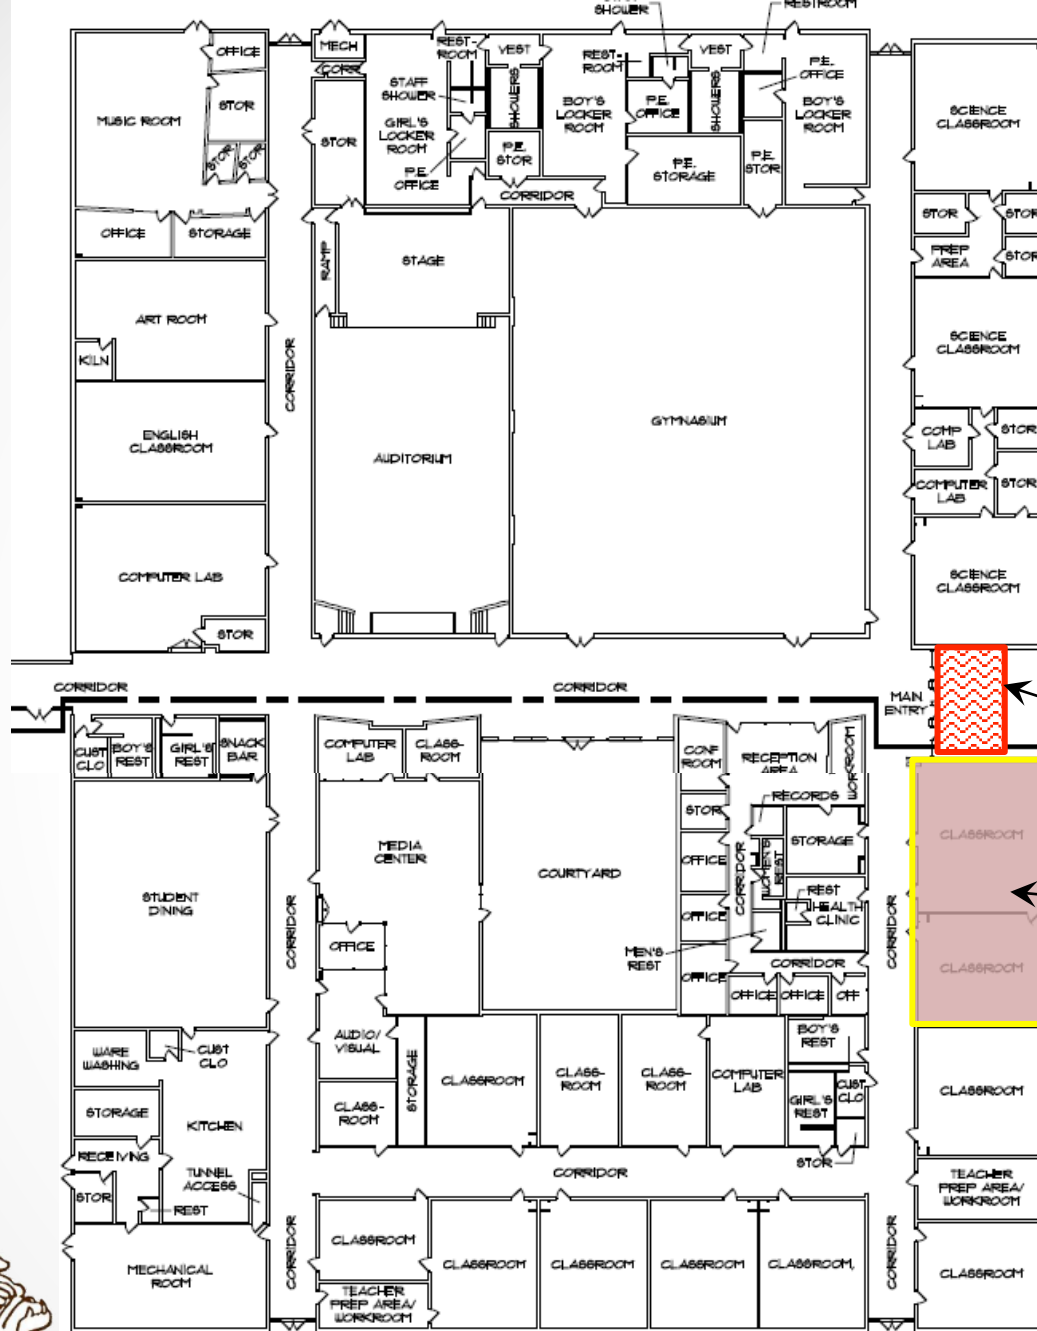 SHOWER
RESTROOM
MUSIC ROOM
OFFICE
STOR
STOR
STOR
OFFICE
STORAGE
MECH
CORR
STOR
REST-
ROOM
STAFF
SHOWER
GIRL'S
LOCKER
ROOM
P.E.
OFFICE
VEST
SHOWERS
P.E.
STOR
CORRIDOR
REST-
ROOM
BOY'S
LOCKER
ROOM
P.E.
OFFICE
VEST
SHOWERS
P.E.
STORAGE
P.E.
STOR
P.E.
OFFICE
BOY'S
LOCKER
ROOM
SCIENCE
CLASSROOM
STOR
STOR
PREP
AREA
STOR
SCIENCE
CLASSROOM
COMP
LAB
STOR
COMPUTER
LAB
STOR
SCIENCE
CLASSROOM
ART ROOM
KILN
ENGLISH
CLASSROOM
COMPUTER LAB
STOR
CORRIDOR
RAMP
STAGE
AUDITORIUM
GYMNASIUM
CORRIDOR
CORRIDOR
MAIN
ENTRY
CUST
CLO
BOY'S
REST
GIRL'S
REST
SNACK
BAR
STUDENT
DINING
CORRIDOR
COMPUTER
LAB
CLASS-
ROOM
MEDIA
CENTER
OFFICE
COURTYARD
CONF
ROOM
RECEPTION
AREA
WORKROOM
RECORDS
STOR
STORAGE
OFFICE
CORRIDOR
WOMEN'S
REST
REST
HEALTH
CLINIC
OFFICE
MEN'S
REST
CORRIDOR
OFFICE
OFFICE
OFFICE
OFF
CORRIDOR
CLASSROOM
CLASSROOM
WARE
WASHING
CUST
CLO
STORAGE
KITCHEN
RECEIVING
TUNNEL
ACCESS
STOR
REST
MECHANICAL
ROOM
AUDIO/
VISUAL
STORAGE
CLASS-
ROOM
CLASSROOM
CLASS-
ROOM
CLASS-
ROOM
COMPUTER
LAB
BOY'S
REST
GIRL'S
REST
CUST
CLO
STOR
CORRIDOR
CLASSROOM
TEACHER
PREP AREA/
WORKROOM
CLASSROOM
CORRIDOR
CLASSROOM
TEACHER
PREP AREA/
WORKROOM
CLASSROOM
CLASSROOM
CLASSROOM
CLASSROOM
CORRIDOR